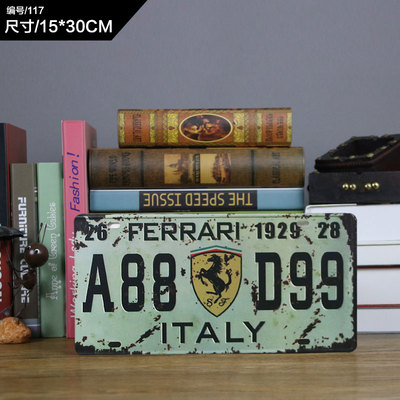 编号/117
尺寸/15*30CM
Fashion!
THE SPEED ISSUE
26 FERRARI 1929 28
A88 D99
S F
ITALY